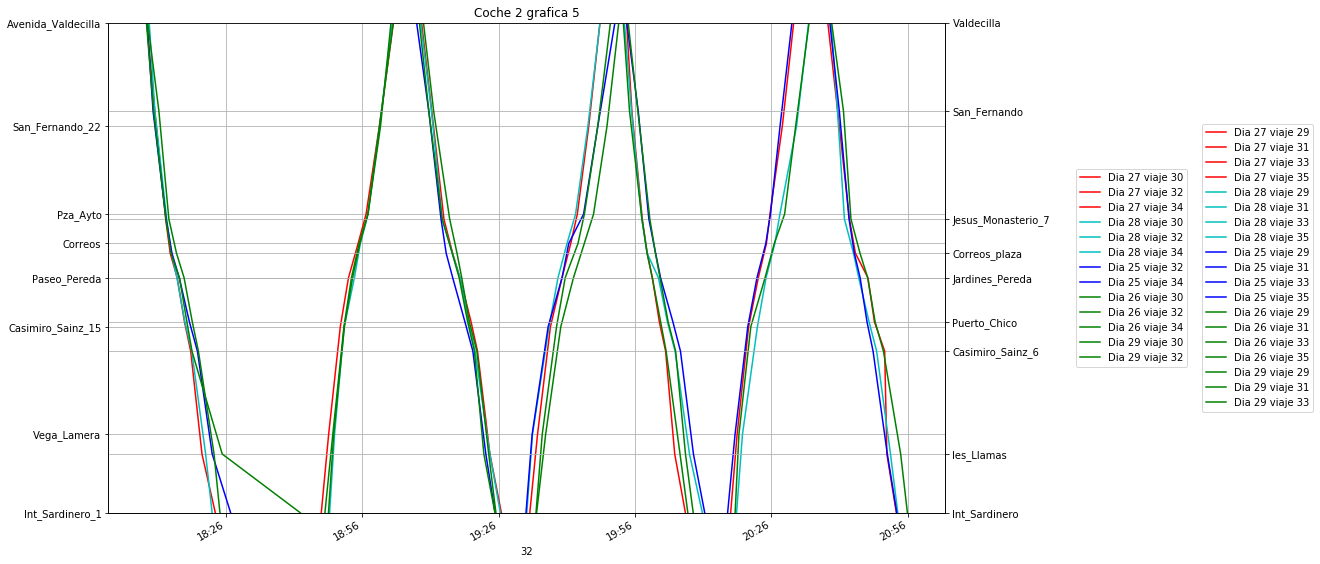 Coche 2 grafica 5
Avenida_Valdecilla
San_Fernando_22
Pza_Ayto
Correos
Paseo_Pereda
Casimiro_Sainz_15
Vega_Lamera
Int_Sardinero_1
Valdecilla
San_Fernando
Jesus_Monasterio_7
Correos_plaza
Jardines_Pereda
Puerto_Chico
Casimiro_Sainz_6
Ies_Llamas
Int_Sardinero
18:26
18:56
19:26
19:56
20:26
20:56
32
Dia 27 viaje 30
Dia 27 viaje 32
Dia 27 viaje 34
Dia 28 viaje 30
Dia 28 viaje 32
Dia 28 viaje 34
Dia 25 viaje 32
Dia 25 viaje 34
Dia 26 viaje 30
Dia 26 viaje 32
Dia 26 viaje 34
Dia 29 viaje 30
Dia 29 viaje 32
Dia 27 viaje 29
Dia 27 viaje 31
Dia 27 viaje 33
Dia 27 viaje 35
Dia 28 viaje 29
Dia 28 viaje 31
Dia 28 viaje 33
Dia 28 viaje 35
Dia 25 viaje 29
Dia 25 viaje 31
Dia 25 viaje 33
Dia 25 viaje 35
Dia 26 viaje 29
Dia 26 viaje 31
Dia 26 viaje 33
Dia 26 viaje 35
Dia 29 viaje 29
Dia 29 viaje 31
Dia 29 viaje 33